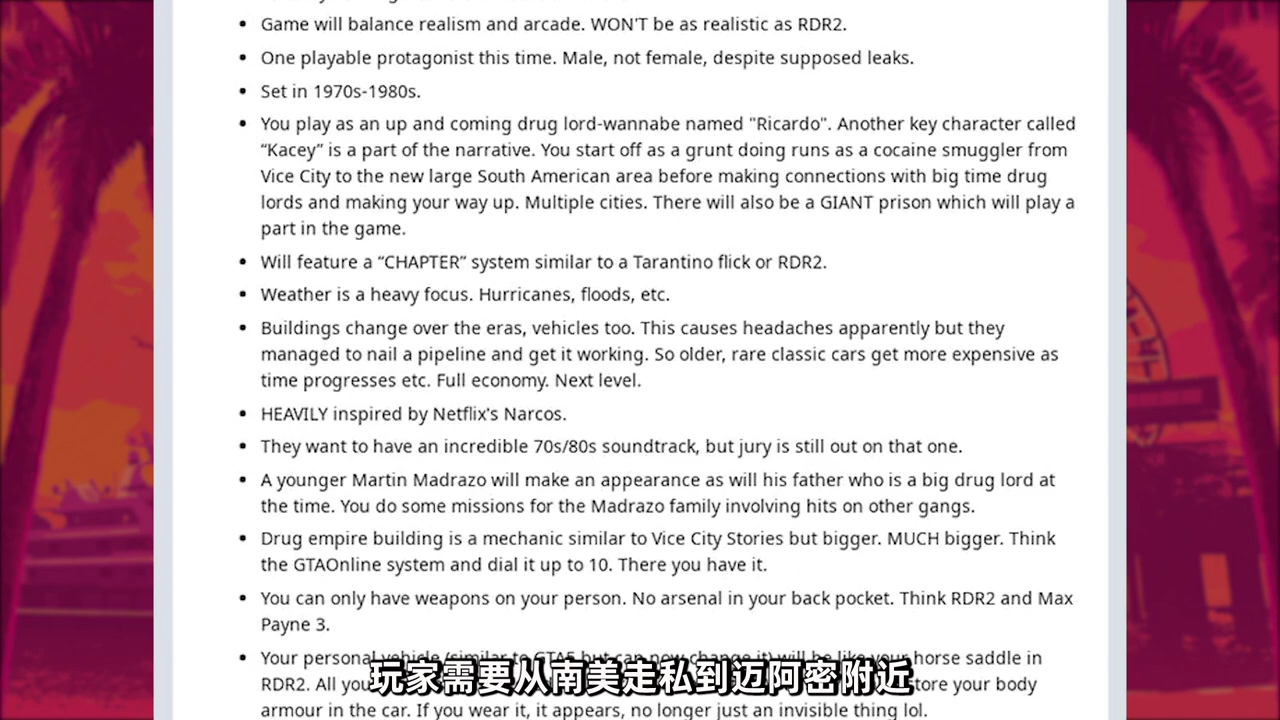 Game will balance realism and arcade. WON'T be as realistic as RDR2.
One playable protagonist this time. Male, not female, despite supposed leaks.
Set in 1970s-1980s.
You play as an up and coming drug lord-wannabe named "Ricardo". Another key character called
“Kacey” is a part of the narrative. You start off as a grunt doing runs as a cocaine smuggler from
Vice City to the new large South American area before making connections with big time drug
lords and making your way up. Multiple cities. There will also be a GIANT prison which will play a
part in the game.
Will feature a “CHAPTER” system similar to a Tarantino flick or RDR2.
Weather is a heavy focus. Hurricanes, floods, etc.
Buildings change over the eras, vehicles too. This causes headaches apparently but they
managed to nail a pipeline and get it working. So older, rare classic cars get more expensive as
time progresses etc. Full economy. Next level.
HEAVILY inspired by Netflix's Narcos.
They want to have an incredible 70s/80s soundtrack, but jury is still out on that one.
A younger Martin Madrazo will make an appearance as will his father who is a big drug lord at
the time. You do some missions for the Madrazo family involving hits on other gangs.
Drug empire building is a mechanic similar to Vice City Stories but bigger. MUCH bigger. Think
the GTAOnline system and dial it up to 10. There you have it.
You can only have weapons on your person. No arsenal in your back pocket. Think RDR2 and Max
Payne 3.
Your personal vehicle (similar to GTA5 but can now change it) will be like your horse saddle in
RDR2. All you store your body
armour in the car. If you wear it, it appears, no longer just an invisible thing lol.
玩家需要从南美走私到迈阿密附近